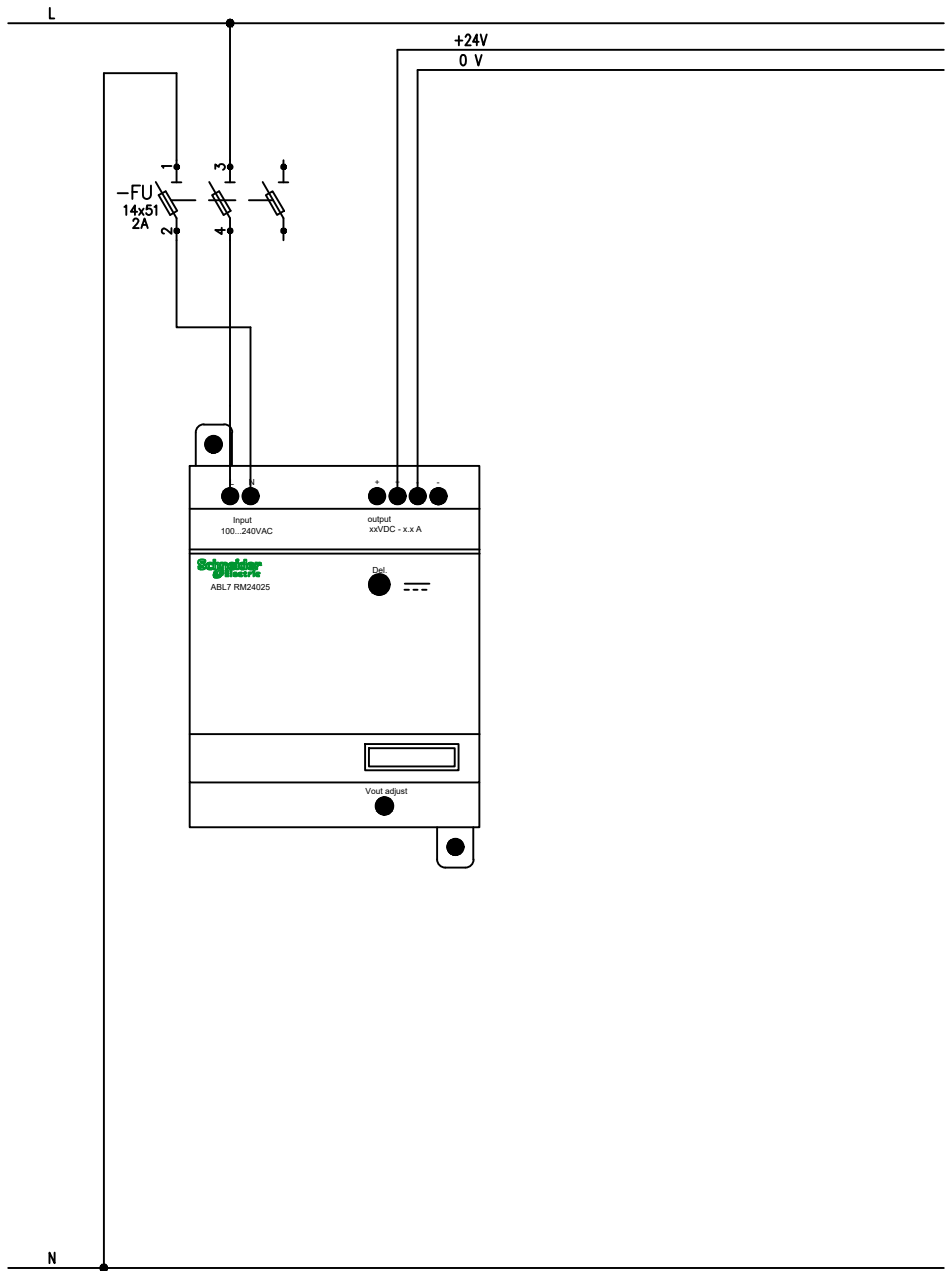 L
+24V
0 V
1
3
-FU
14x51
2A
2
4
L N
+ + - -
Input
100...240VAC
output
xxVDC - x.x A
Schneider
Electric
ABL7 RM24025
Del.
Vout adjust
N